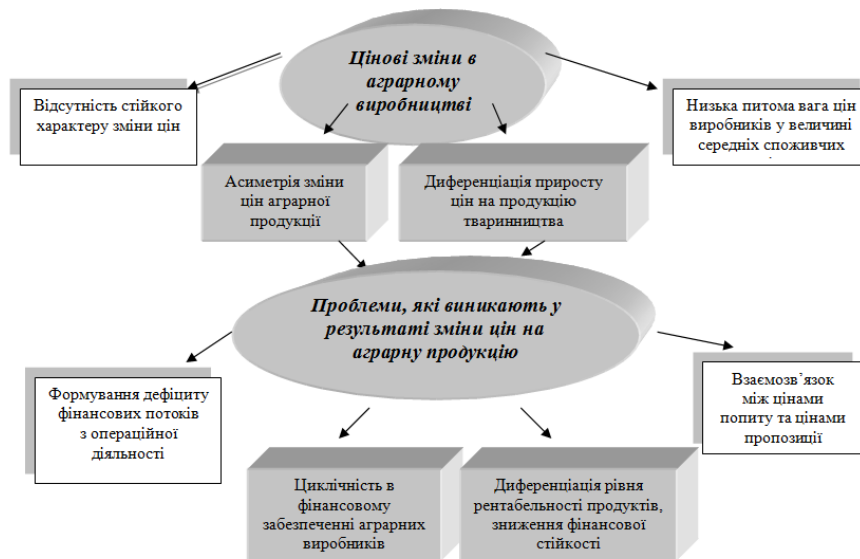 Цінові зміни в
аграрному
виробництві
Відсутність стійкого
характеру зміни цін
Низька питома вага цін
виробників у величині
середніх споживчих
Асиметрія зміни
цін аграрної
продукції
Диференціація приросту
цін на продукцію
тваринництва
Проблеми, які виникають у
результаті зміни цін на
аграрну продукцію
Формування дефіциту
фінансових потоків
з операційної
діяльності
Взаємозв’язок
між цінами
попиту та цінами
пропозиції
Циклічність в
фінансовому
забезпеченні аграрних
виробників
Диференціація рівня
рентабельності продуктів,
зниження фінансової
стійкості